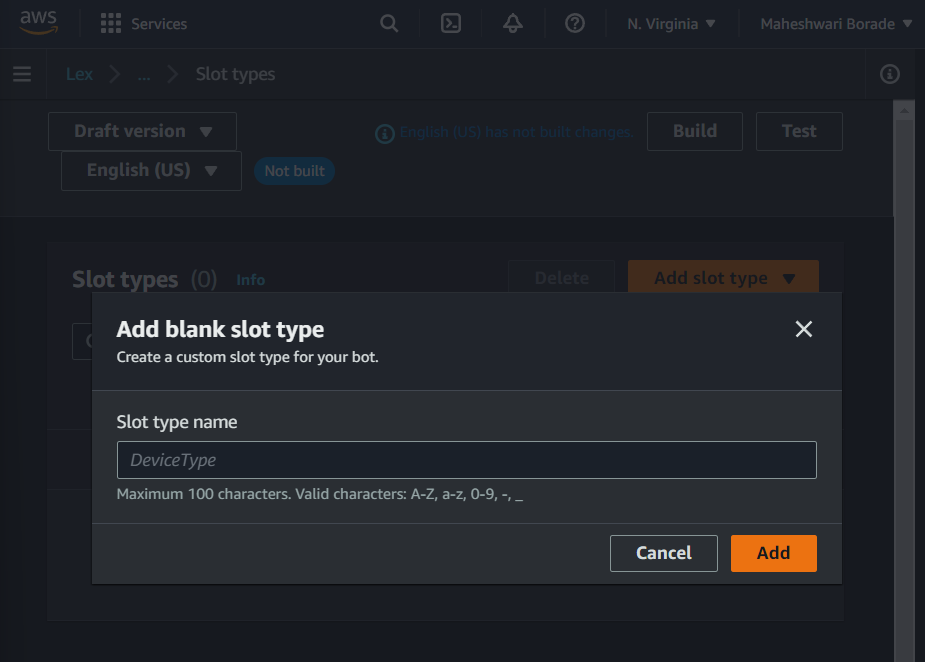 aws
Services
N. Virginia
Maheshwari Borade
Lex
...
Slot types
Draft version
English (US) has not built changes.
Build
Test
English (US)
Not built
Slot types (0)
Info
Delete
Add slot type
Add blank slot type
Create a custom slot type for your bot.
Slot type name
DeviceType
Maximum 100 characters. Valid characters: A-Z, a-z, 0-9, -, _
Cancel
Add